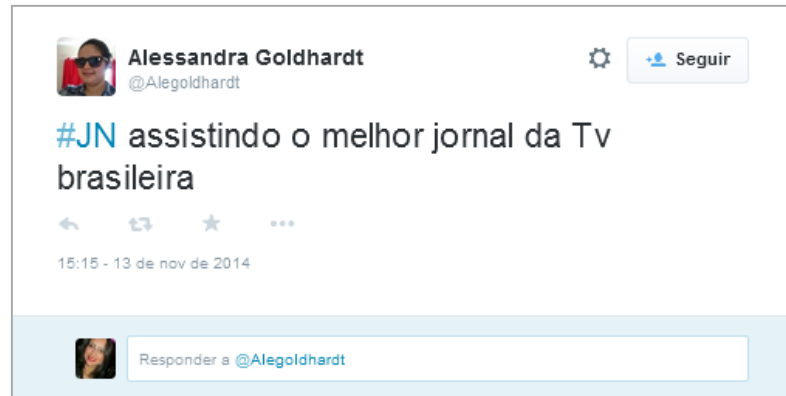 Alessandra Goldhardt
@Alegoldhardt
Seguir
#JN assistindo o melhor jornal da Tv
brasileira
15:15 - 13 de nov de 2014
Responder a @Alegoldhardt